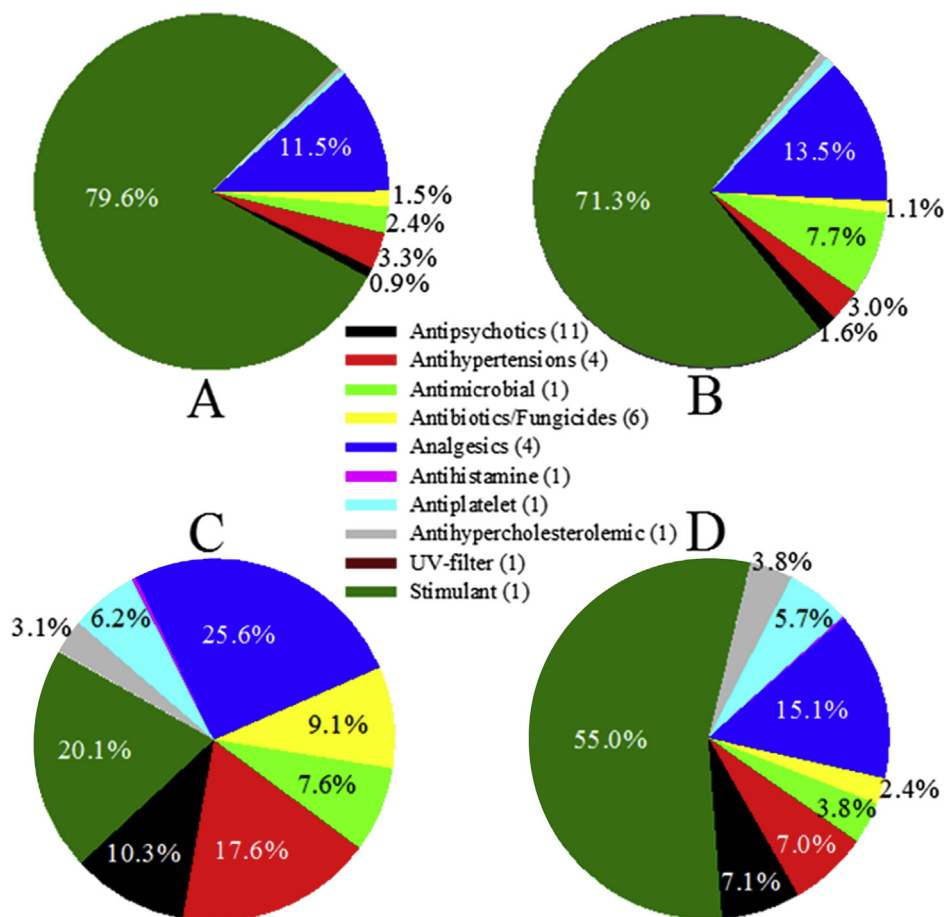 79.6%
11.5%
1.5%
2.4%
3.3%
0.9%
A
71.3%
13.5%
1.1%
7.7%
3.0%
1.6%
B
Antipsychotics (11)
Antihypertensions (4)
Antimicrobial (1)
Antibiotics/Fungicides (6)
Analgesics (4)
Antihistamine (1)
Antiplatelet (1)
Antihypercholesterolemic (1)
UV-filter (1)
Stimulant (1)
C
3.1%
6.2%
25.6%
9.1%
7.6%
17.6%
10.3%
20.1%
D
3.8%
5.7%
15.1%
2.4%
3.8%
7.0%
7.1%
55.0%